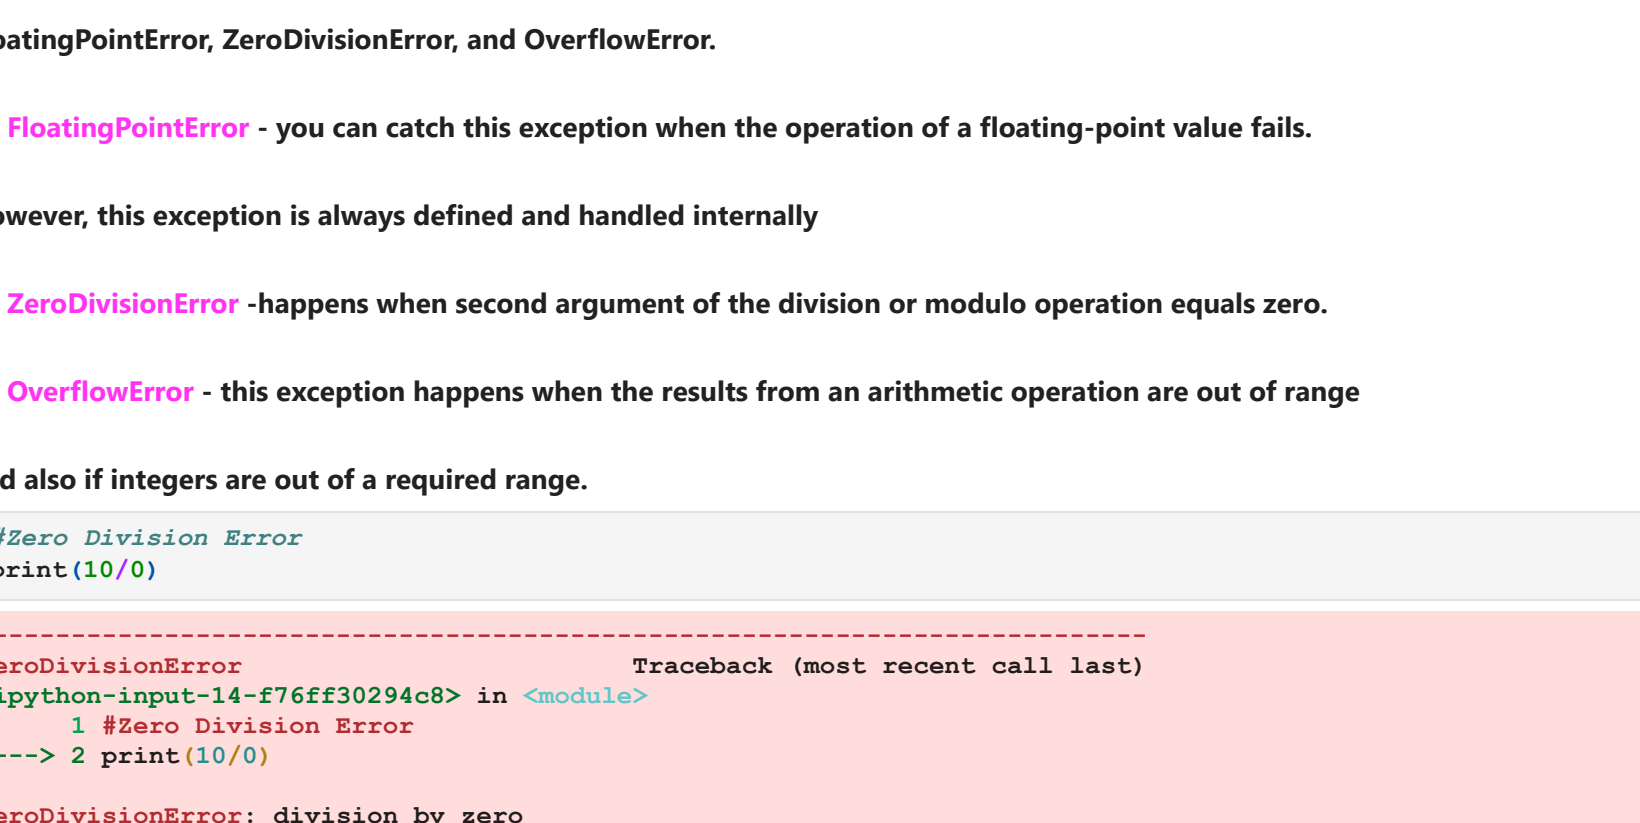 oatingPointError, ZeroDivisionError, and OverflowError.
FloatingPointError - you can catch this exception when the operation of a floating-point value fails.
owever, this exception is always defined and handled internally
ZeroDivisionError -happens when second argument of the division or modulo operation equals zero.
OverflowError - this exception happens when the results from an arithmetic operation are out of range
d also if integers are out of a required range.
#Zero Division Error
print(10/0)
---------------------------------------------------------------------------
eroDivisionError Traceback (most recent call last)
ipython-input-14-f76ff30294c8> in <module>
1 #Zero Division Error
---> 2 print(10/0)
eroDivisionError: division by zero